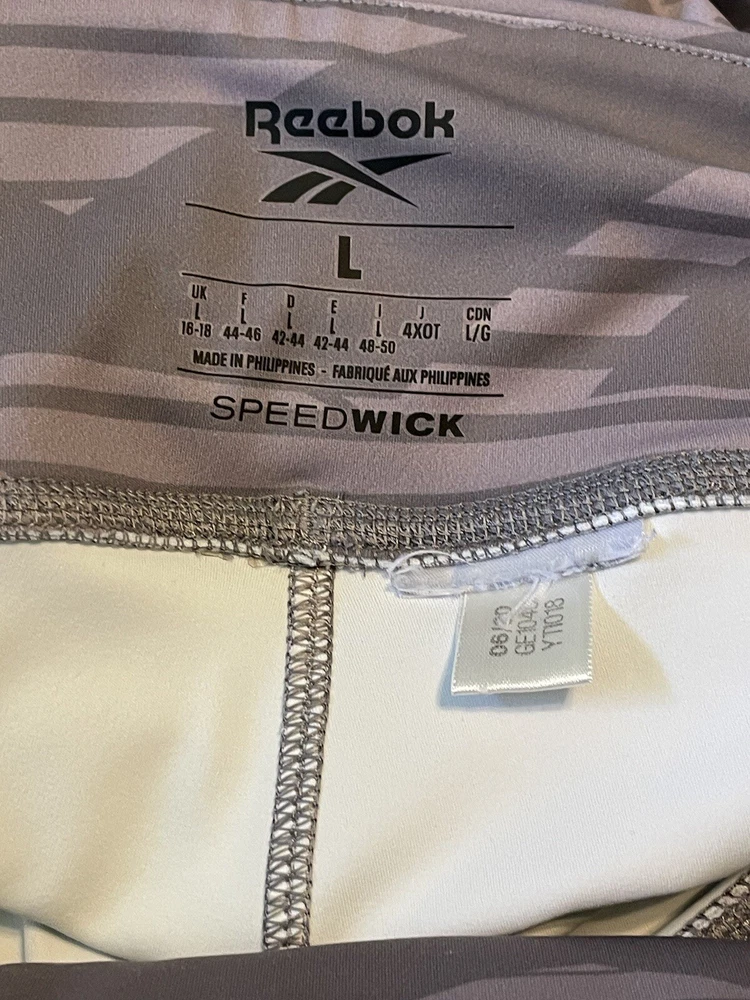 Reebok
L
UK F D E I J CDN
L L L L L 4XOT L/G
16-18 44-46 42-44 42-44 48-50
MADE IN PHILIPPINES - FABRIQUÉ AUX PHILIPPINES
SPEEDWICK
06/20
YTI018